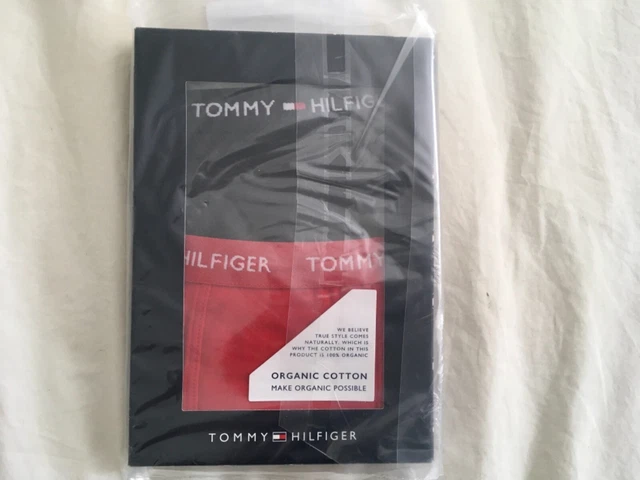 TOMMY HILFIG
HILFIGER TOMMY
WE BELIEVE
TRUE STYLE COMES
NATURALLY, WHICH IS
WHY THE COTTON IN THIS
PRODUCT IS 100% ORGANIC
ORGANIC COTTON
MAKE ORGANIC POSSIBLE
TOMMY HILFIGER